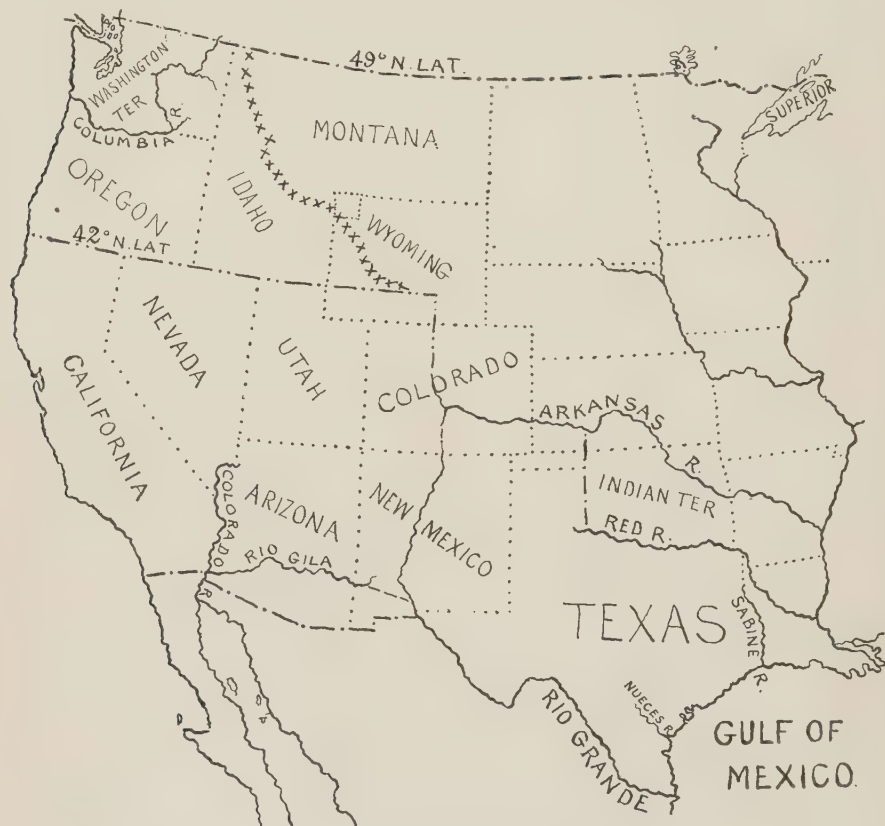 49° N. LAT.
WASHINGTON
TER
SUPERIOR
COLUMBIA R.
MONTANA
OREGON
IDAHO
WYOMING
42° N. LAT
NEVADA
UTAH
COLORADO
CALIFORNIA
ARKANSAS R.
COLORADO R
ARIZONA
NEW MEXICO
INDIAN TER
RED R.
RIO GILA
TEXAS
SABINE R.
NUECES R.
RIO GRANDE
GULF OF
MEXICO.